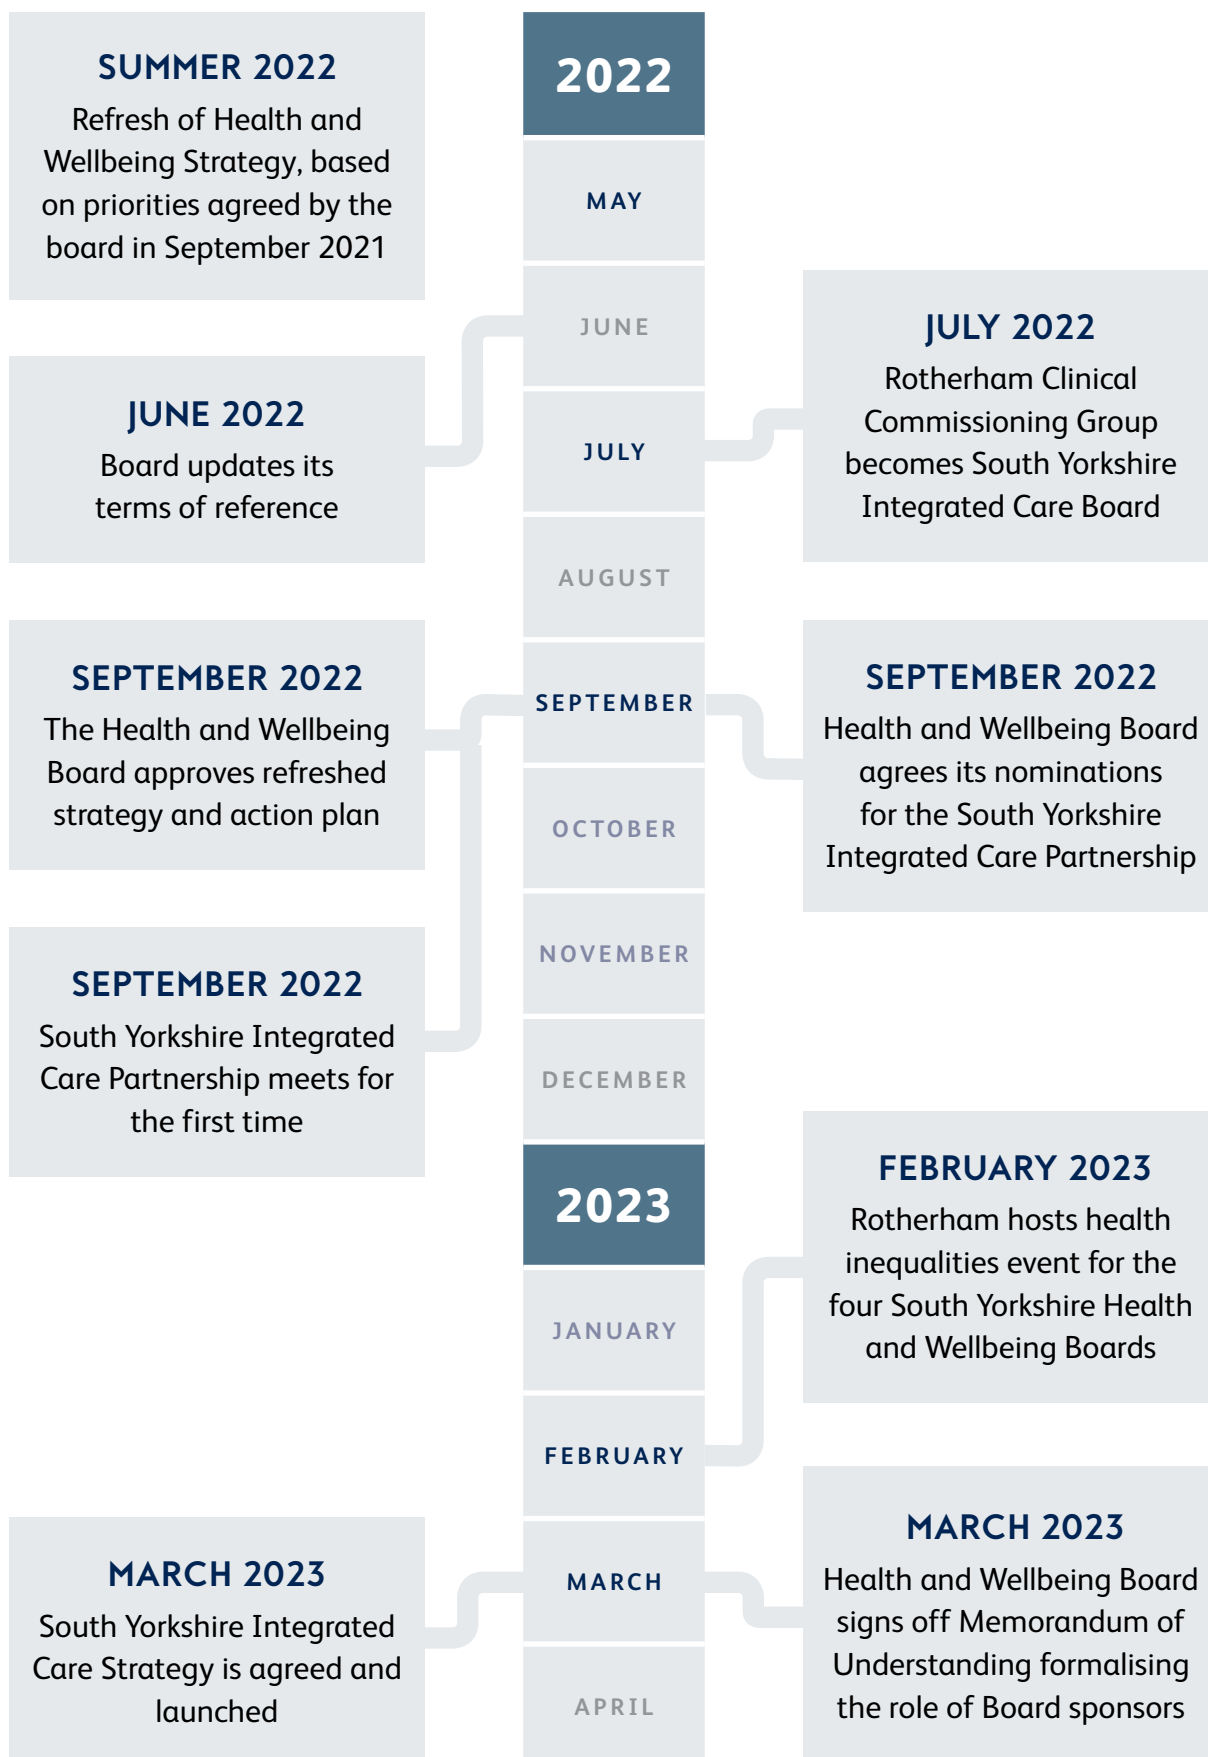 SUMMER 2022
Refresh of Health and
Wellbeing Strategy, based
on priorities agreed by the
board in September 2021
2022
MAY
JUNE
JUNE 2022
Board updates its
terms of reference
JULY 2022
Rotherham Clinical
Commissioning Group
becomes South Yorkshire
Integrated Care Board
JULY
AUGUST
SEPTEMBER 2022
The Health and Wellbeing
Board approves refreshed
strategy and action plan
SEPTEMBER
SEPTEMBER 2022
Health and Wellbeing Board
agrees its nominations
for the South Yorkshire
Integrated Care Partnership
OCTOBER
NOVEMBER
SEPTEMBER 2022
South Yorkshire Integrated
Care Partnership meets for
the first time
DECEMBER
2023
FEBRUARY 2023
Rotherham hosts health
inequalities event for the
four South Yorkshire Health
and Wellbeing Boards
JANUARY
FEBRUARY
MARCH 2023
South Yorkshire Integrated
Care Strategy is agreed and
launched
MARCH
MARCH 2023
Health and Wellbeing Board
signs off Memorandum of
Understanding formalising
the role of Board sponsors
APRIL